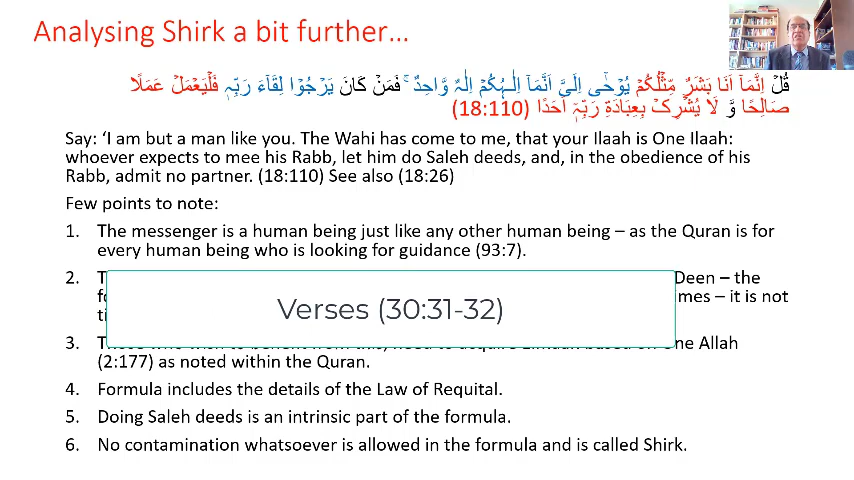 Analysing Shirk a bit further…
قُلْ اِنَّمَآ اَنَا بَشَرٌ مِّثْلُكُمْ يُوْحٰٓى اِلَيَّ اَنَّمَآ اِلٰـهُكُمْ اِلٰهٌ وَّاحِدٌ ۚ فَمَنْ كَانَ يَرْجُوْا لِقَآءَ رَبِّهٖ فَلْيَعْمَلْ عَمَلًا
صَالِحًا وَّ لَا يُشْرِكْ بِعِبَادَةِ رَبِّهٖٓ اَحَدًا (18:110)
Say: ‘I am but a man like you. The Wahi has come to me, that your Ilaah is One Ilaah:
whoever expects to mee his Rabb, let him do Saleh deeds, and, in the obedience of his
Rabb, admit no partner. (18:110) See also (18:26)
Few points to note:
1. The messenger is a human being just like any other human being – as the Quran is for
every human being who is looking for guidance (93:7).
2. Deen – the
imes – it is not
Verses (30:31-32)
3. One Allah
(2:177) as noted within the Quran.
4. Formula includes the details of the Law of Requital.
5. Doing Saleh deeds is an intrinsic part of the formula.
6. No contamination whatsoever is allowed in the formula and is called Shirk.